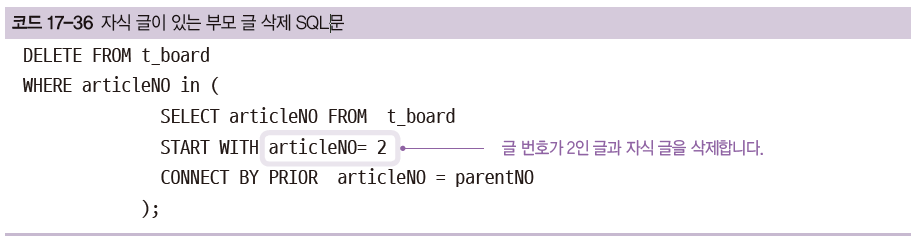 코드 17-36 자식 글이 있는 부모 글 삭제 SQL문
DELETE FROM t_board
WHERE articleNO in (
SELECT articleNO FROM t_board
START WITH articleNO= 2 글 번호가 2인 글과 자식 글을 삭제합니다.
CONNECT BY PRIOR articleNO = parentNO
);